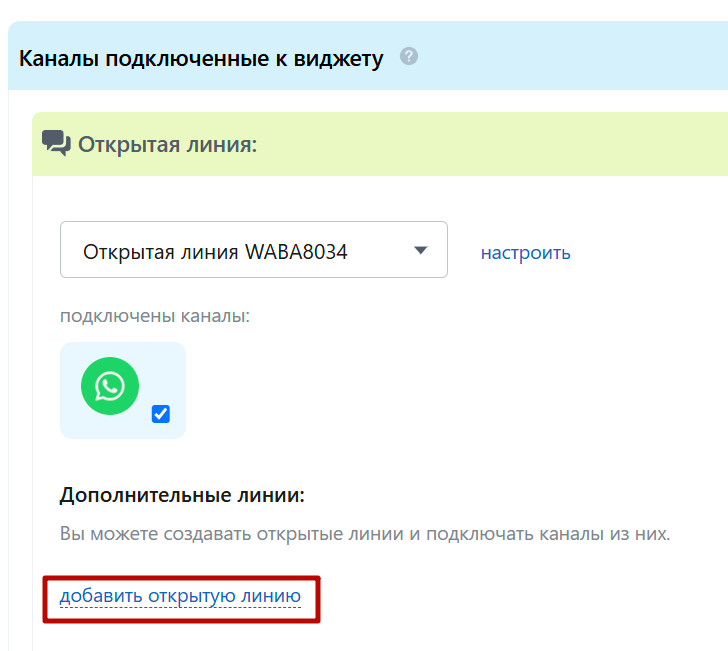 Каналы подключенные к виджету ?
Открытая линия:
Открытая линия WABA8034 настроить
подключены каналы:
Дополнительные линии:
Вы можете создавать открытые линии и подключать каналы из них.
добавить открытую линию